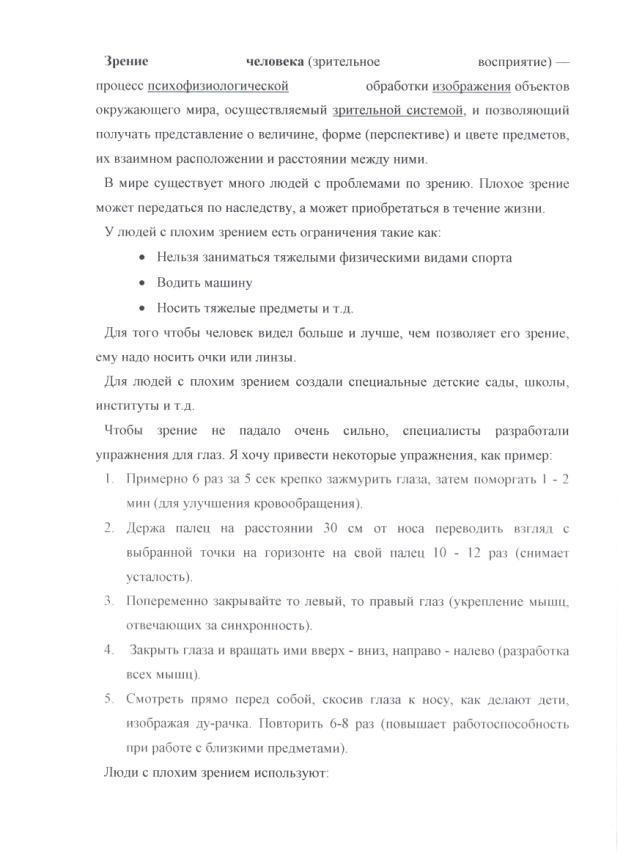 Зрение человека (зрительное восприятие) —
процесс психофизиологической обработки изображения объектов
окружающего мира, осуществляемый зрительной системой, и позволяющий
получать представление о величине, форме (перспективе) и цвете предметов,
их взаимном расположении и расстоянии между ними.
В мире существует много людей с проблемами по зрению. Плохое зрение
может передаться по наследству, а может приобретаться в течение жизни.
У людей с плохим зрением есть ограничения такие как:
• Нельзя заниматься тяжелыми физическими видами спорта
• Водить машину
• Носить тяжелые предметы и т.д.
Для того чтобы человек видел больше и лучше, чем позволяет его зрение,
ему надо носить очки или линзы.
Для людей с плохим зрением создали специальные детские сады, школы,
институты и т.д.
Чтобы зрение не падало очень сильно, специалисты разработали
упражнения для глаз. Я хочу привести некоторые упражнения, как пример:
1. Примерно 6 раз за 5 сек крепко зажмурить глаза, затем поморгать 1 - 2
мин (для улучшения кровообращения).
2. Держа палец на расстоянии 30 см от носа переводить взгляд с
выбранной точки на горизонте на свой палец 10 - 12 раз (снимает
усталость).
3. Попеременно закрывайте то левый, то правый глаз (укрепление мышц,
отвечающих за синхронность).
4. Закрыть глаза и вращать ими вверх - вниз, направо - налево (разработка
всех мышц).
5. Смотреть прямо перед собой, скосив глаза к носу, как делают дети,
изображая ду-рачка. Повторить 6-8 раз (повышает работоспособность
при работе с близкими предметами).
Люди с плохим зрением используют: